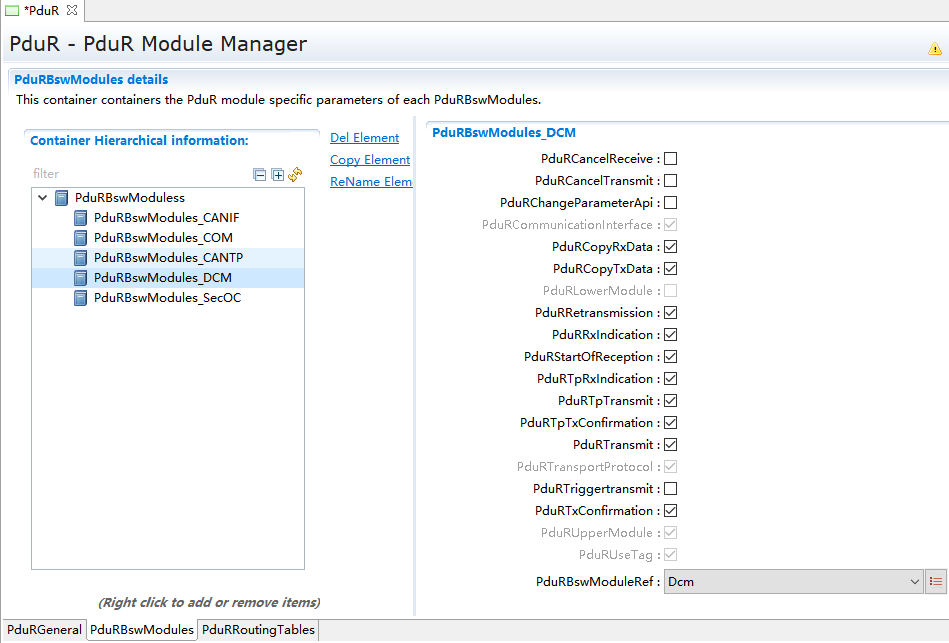 *PduR
PduR - PduR Module Manager
PduRBswModules details
This container containers the PduR module specific parameters of each PduRBswModules.
Container Hierarchical information:
filter
PduRBswModuless
PduRBswModules_CANIF
PduRBswModules_COM
PduRBswModules_CANTP
PduRBswModules_DCM
PduRBswModules_SecOC
(Right click to add or remove items)
Del Element
Copy Element
ReName Elem
PduRBswModules_DCM
PduRCancelReceive :
PduRCancelTransmit :
PduRChangeParameterApi :
PduRCommunicationInterface :
PduRCopyRxData :
PduRCopyTxData :
PduRLowerModule :
PduRRetransmission :
PduRRxIndication :
PduRStartOfReception :
PduRTpRxIndication :
PduRTpTransmit :
PduRTpTxConfirmation :
PduRTransmit :
PduRTransportProtocol :
PduRTriggertransmit :
PduRTxConfirmation :
PduRUpperModule :
PduRUseTag :
PduRBswModuleRef : Dcm
PduRGeneral PduRBswModules PduRRoutingTables